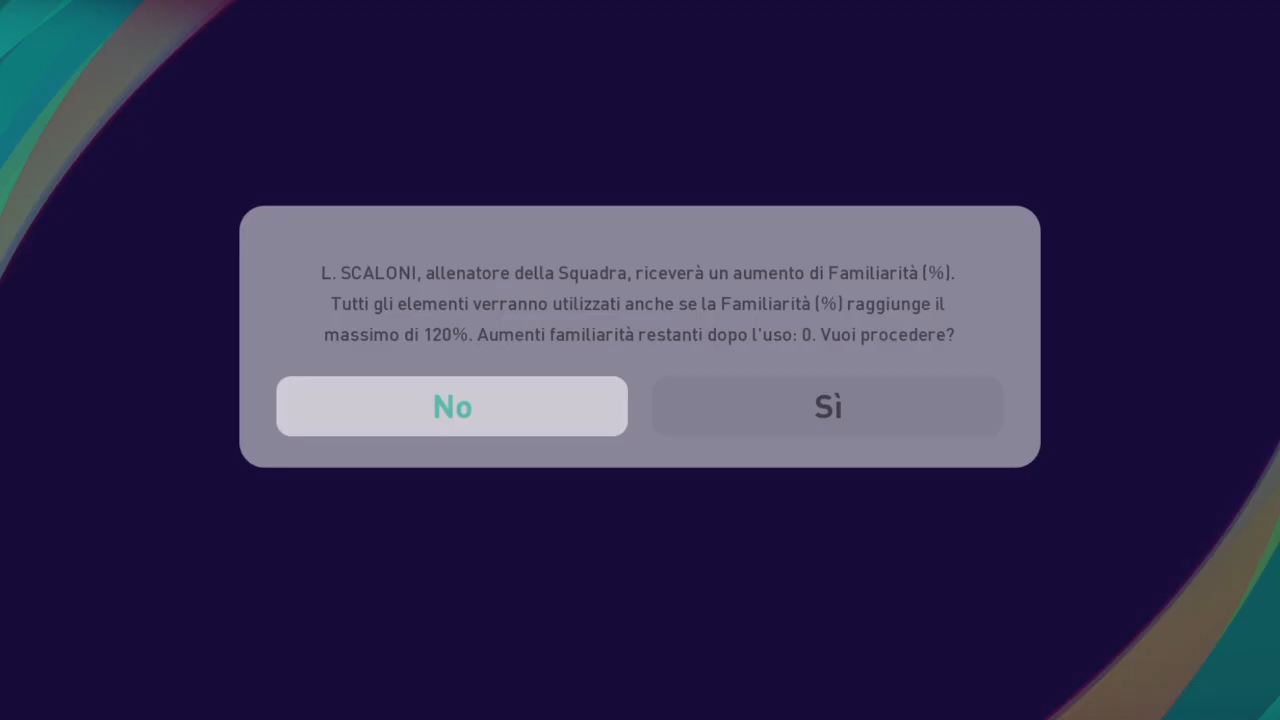 L. SCALONI, allenatore della Squadra, riceverà un aumento di Familiarità (%).
Tutti gli elementi verranno utilizzati anche se la Familiarità (%) raggiunge il
massimo di 120%. Aumenti familiarità restanti dopo l'uso: 0. Vuoi procedere?
No
Sì